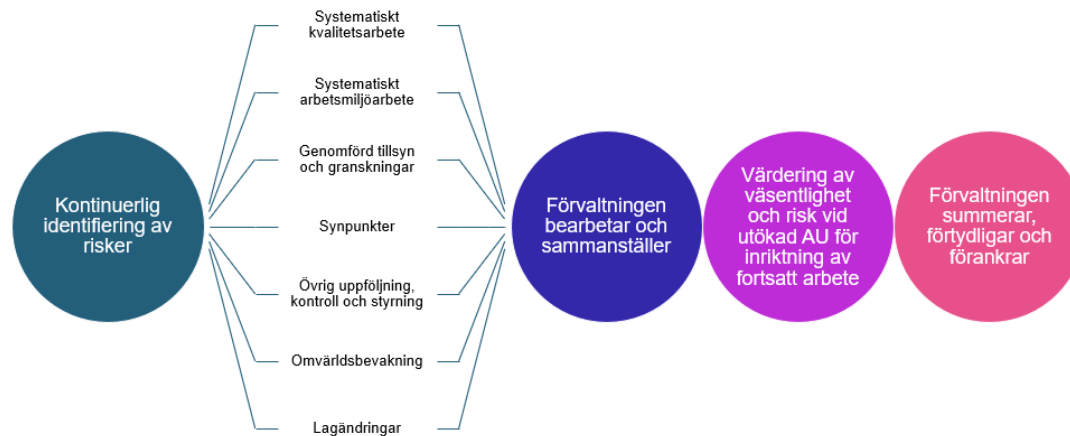 Kontinuerlig
identifiering av
risker
Systematiskt
kvalitetsarbete
Systematiskt
arbetsmiljöarbete
Genomförd tillsyn
och granskningar
Synpunkter
Övrig uppföljning,
kontroll och styrning
Omvärldsbevakning
Lagändringar
Förvaltningen
bearbetar och
sammanställer
Värdering av
väsentlighet
och risk vid
utökad AU för
inriktning av
fortsatt arbete
Förvaltningen
summerar,
förtydligar och
förankrar